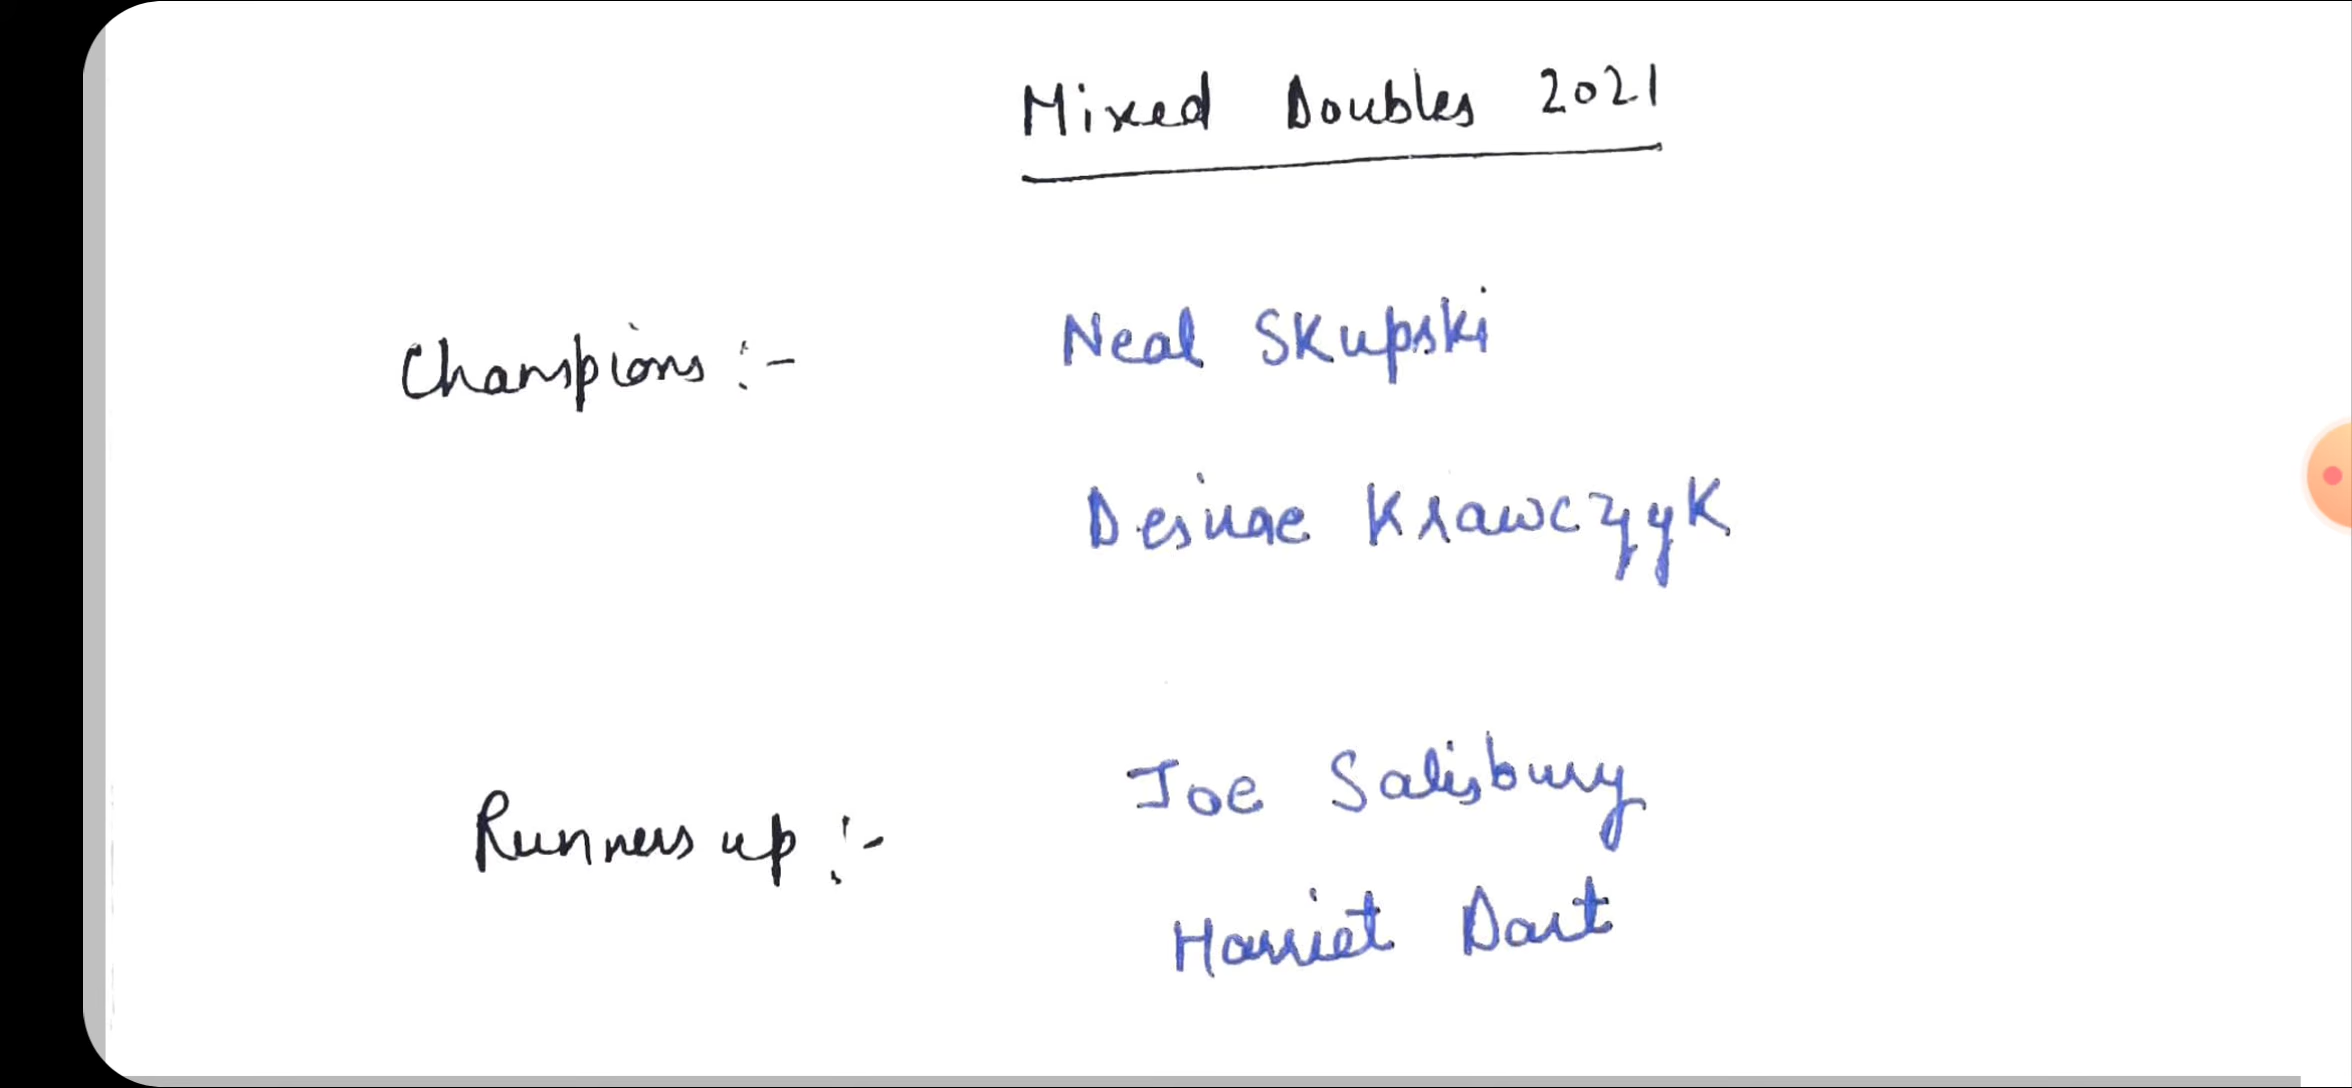 Mixed Doubles 2021
Champions :- Neal Skupski
Desirae Krawczyk
Runners up :- Joe Salisbury
Harriet Dart